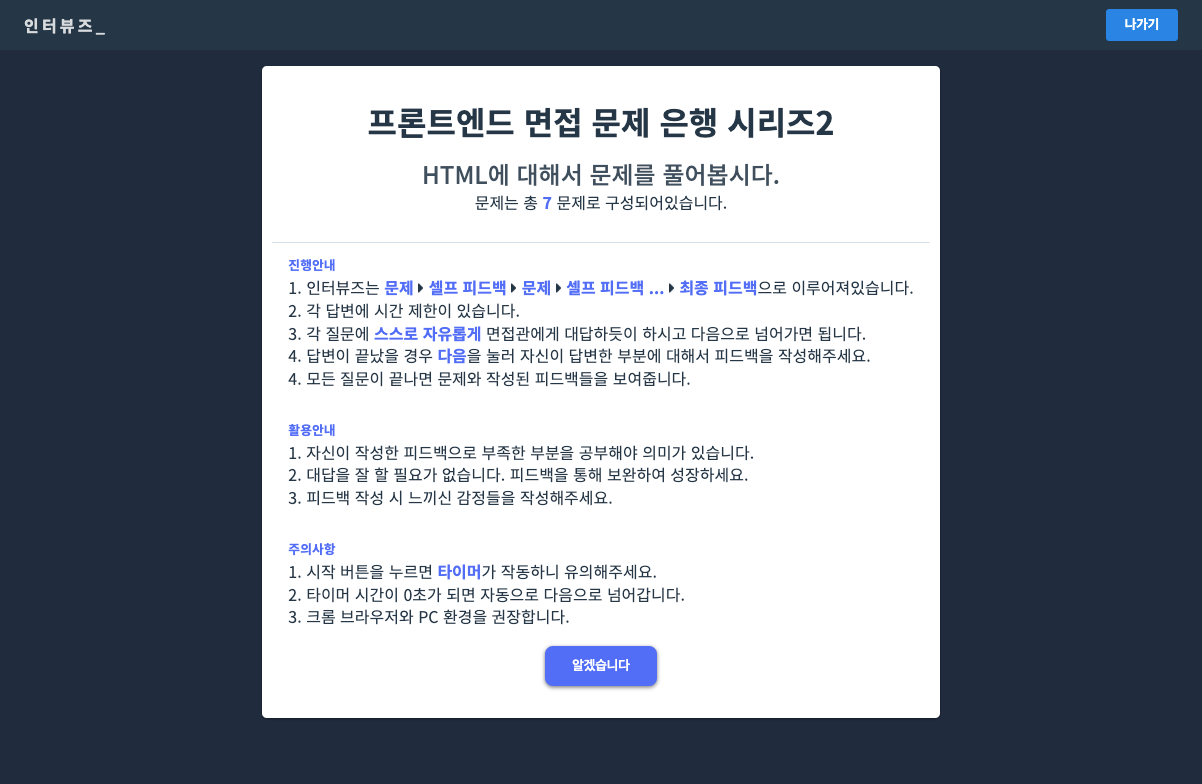 인터뷰즈_
나가기
프론트엔드 면접 문제 은행 시리즈2
HTML에 대해서 문제를 풀어봅시다.
문제는 총 7 문제로 구성되어있습니다.
진행안내
1. 인터뷰즈는 문제 셀프 피드백 문제 셀프 피드백 ... 최종 피드백으로 이루어져있습니다.
2. 각 답변에 시간 제한이 있습니다.
3. 각 질문에 스스로 자유롭게 면접관에게 대답하듯이 하시고 다음으로 넘어가면 됩니다.
4. 답변이 끝났을 경우 다음을 눌러 자신이 답변한 부분에 대해서 피드백을 작성해주세요.
4. 모든 질문이 끝나면 문제와 작성된 피드백들을 보여줍니다.
활용안내
1. 자신이 작성한 피드백으로 부족한 부분을 공부해야 의미가 있습니다.
2. 대답을 잘 할 필요가 없습니다. 피드백을 통해 보완하여 성장하세요.
3. 피드백 작성 시 느끼신 감정들을 작성해주세요.
주의사항
1. 시작 버튼을 누르면 타이머가 작동하니 유의해주세요.
2. 타이머 시간이 0초가 되면 자동으로 다음으로 넘어갑니다.
3. 크롬 브라우저와 PC 환경을 권장합니다.
알겠습니다